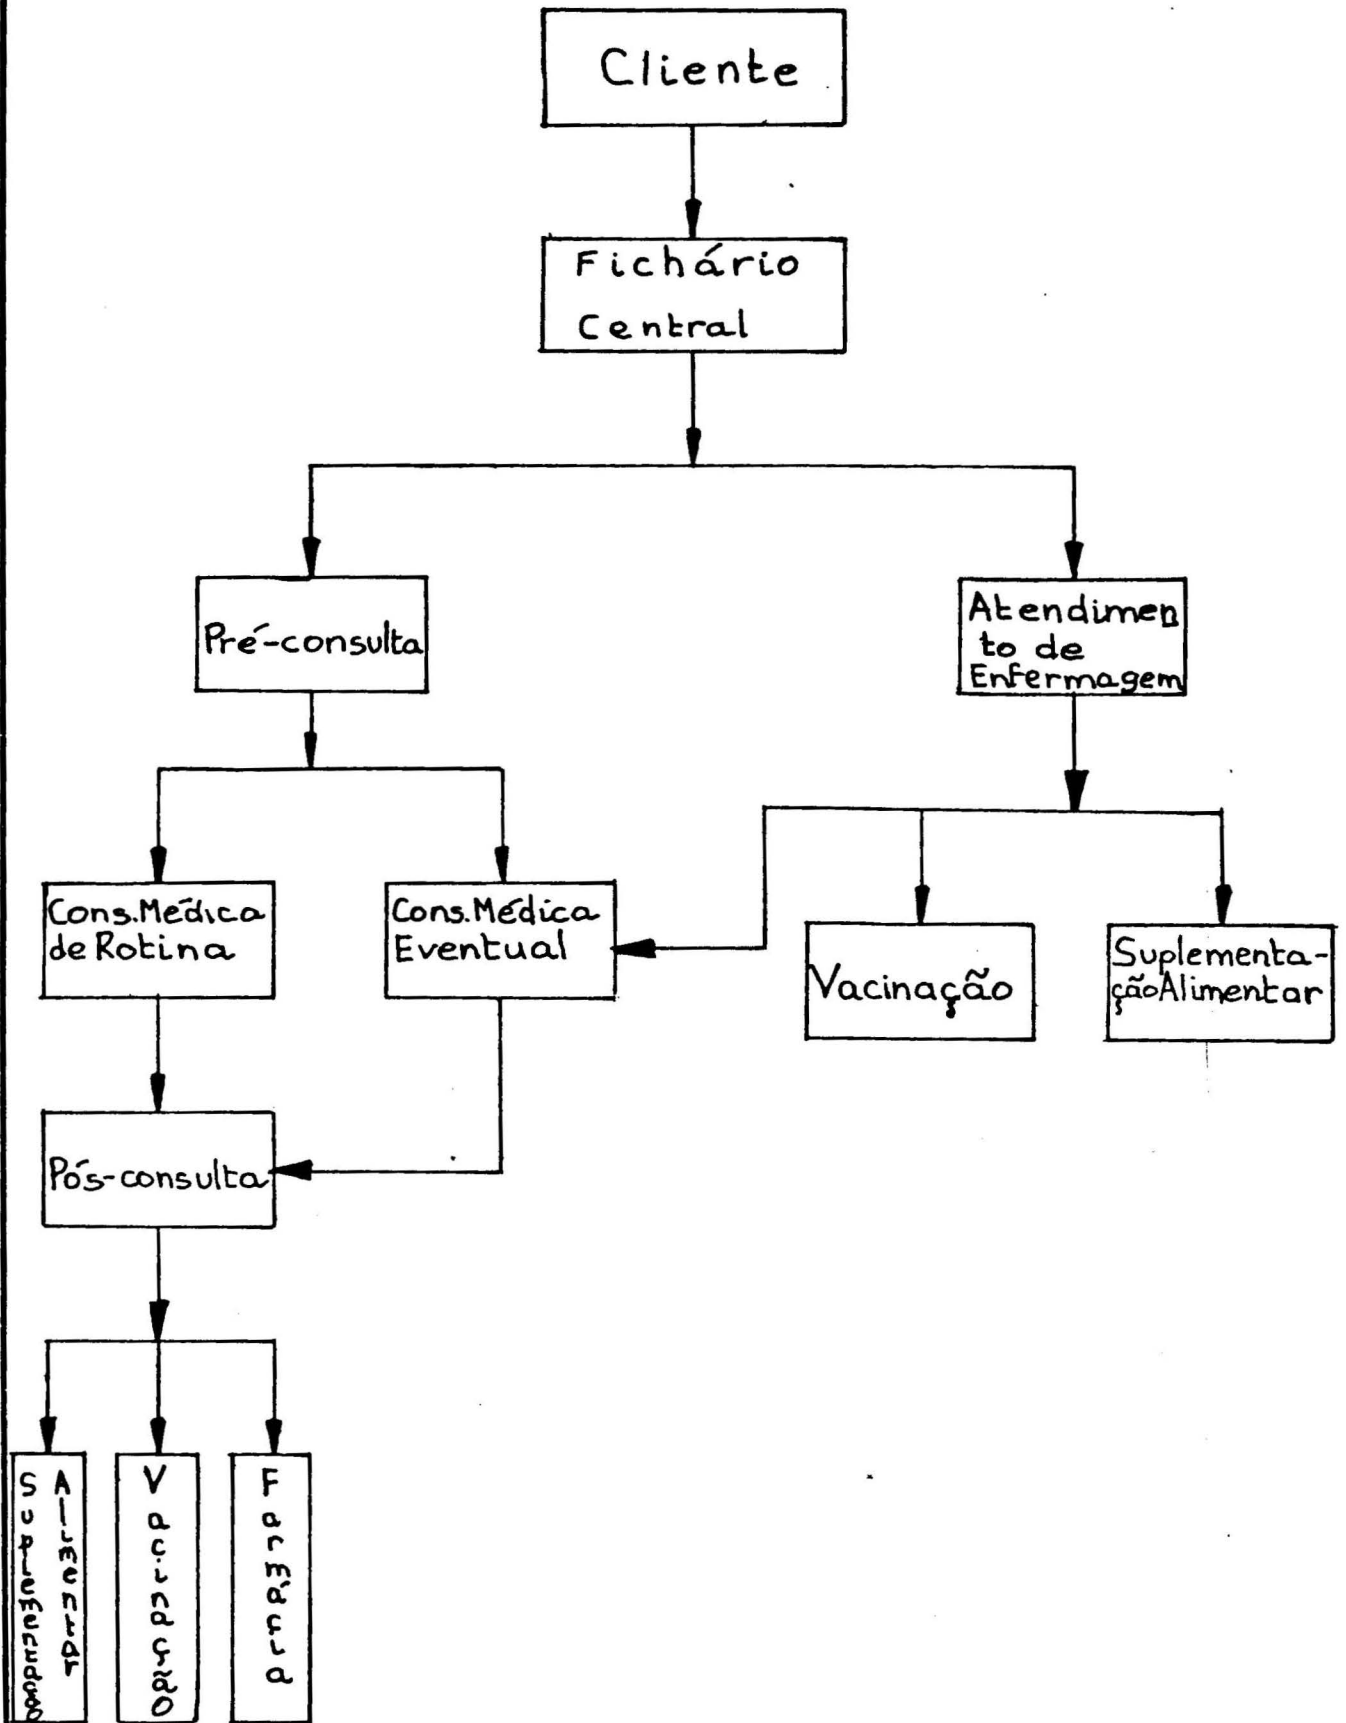 Cliente
Fichário
Central
Pré-consulta
Atendimen
to de
Enfermagem
Cons.Médica
de Rotina
Cons.Médica
Eventual
Vacinação
Suplementa-
çãoAlimentar
Pós-consulta
Suplementação
Alimentar
Vacinação
Farmácia